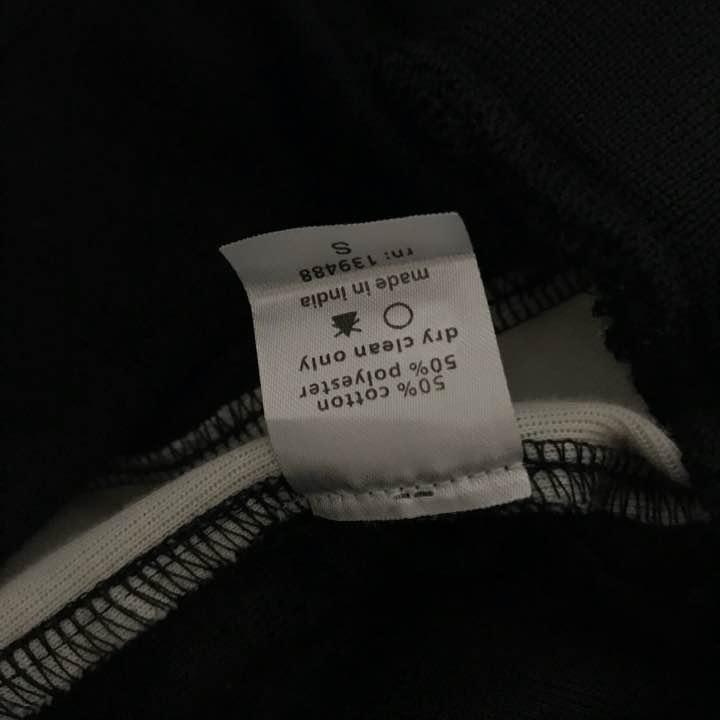 50% cotton
50% polyester
dry clean only
made in india
rn: 139488
S